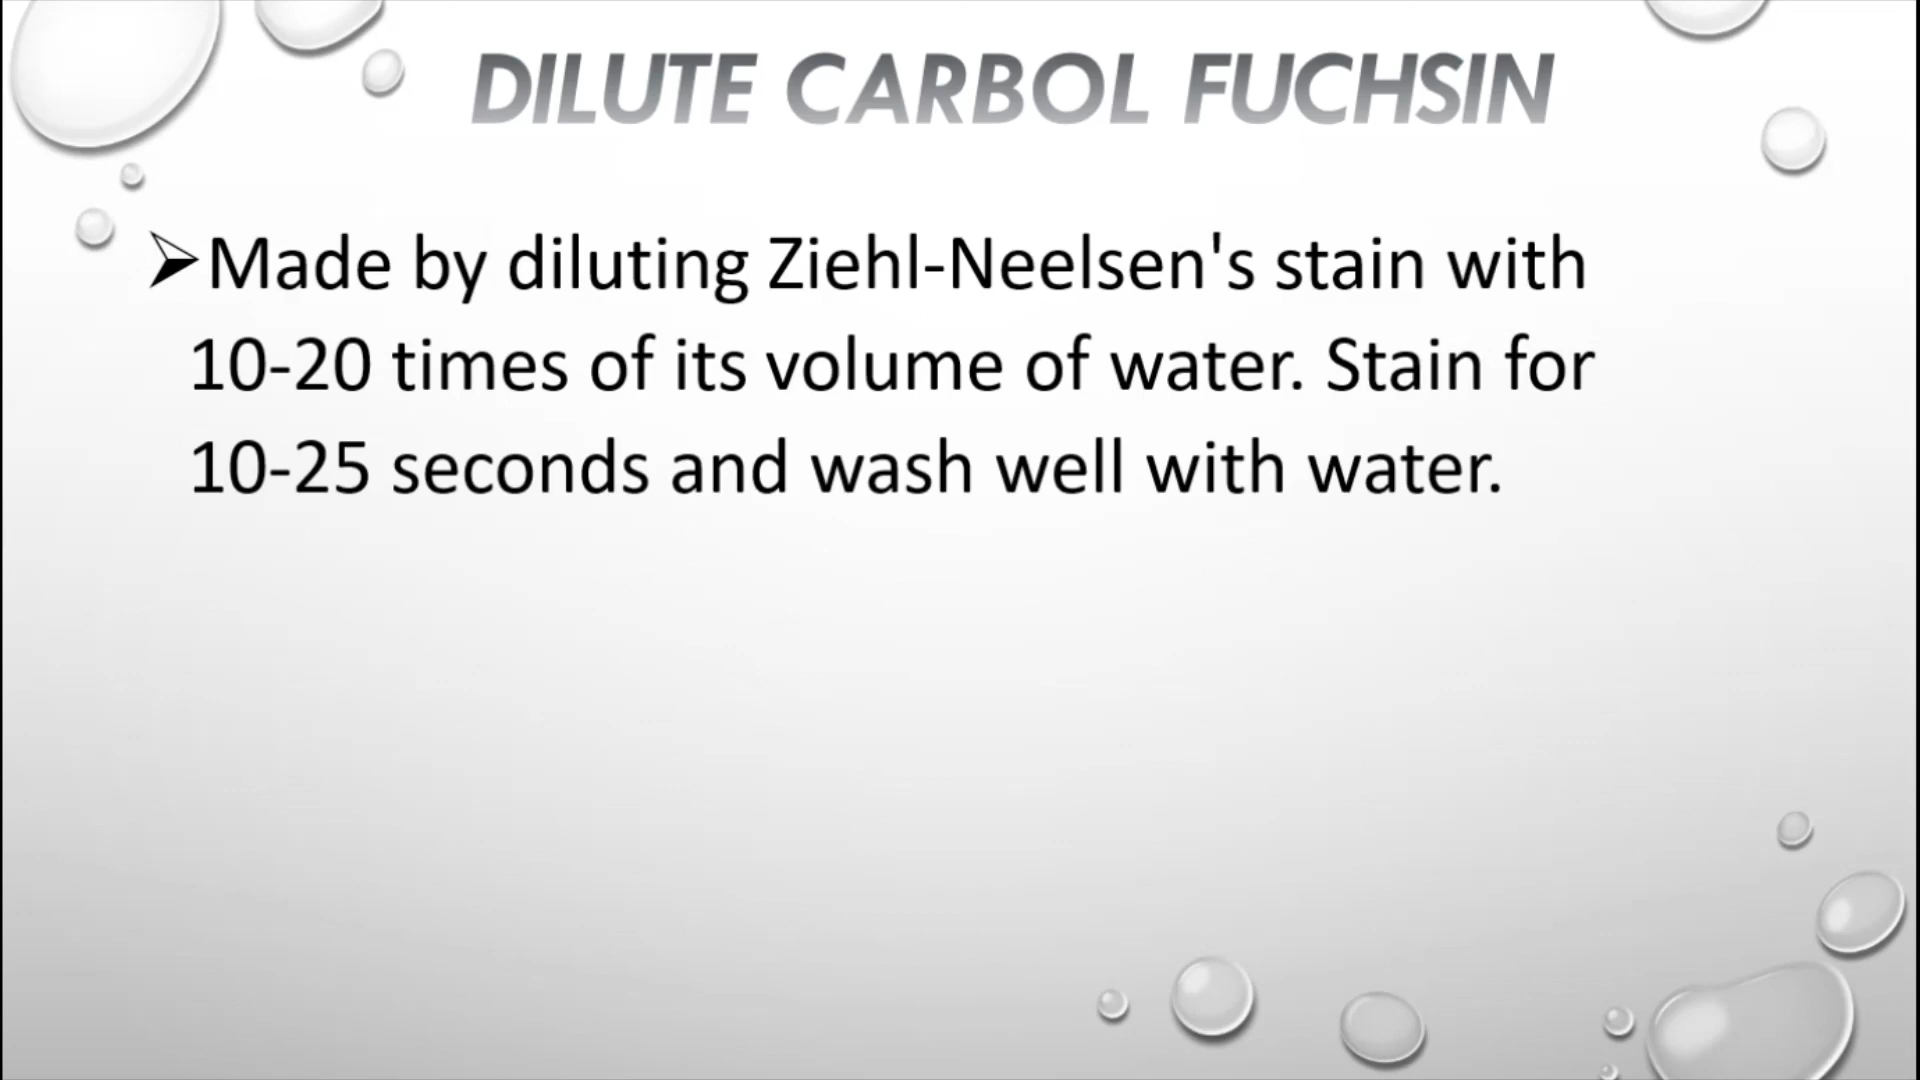 DILUTE CARBOL FUCHSIN
➢Made by diluting Ziehl-Neelsen's stain with
10-20 times of its volume of water. Stain for
10-25 seconds and wash well with water.